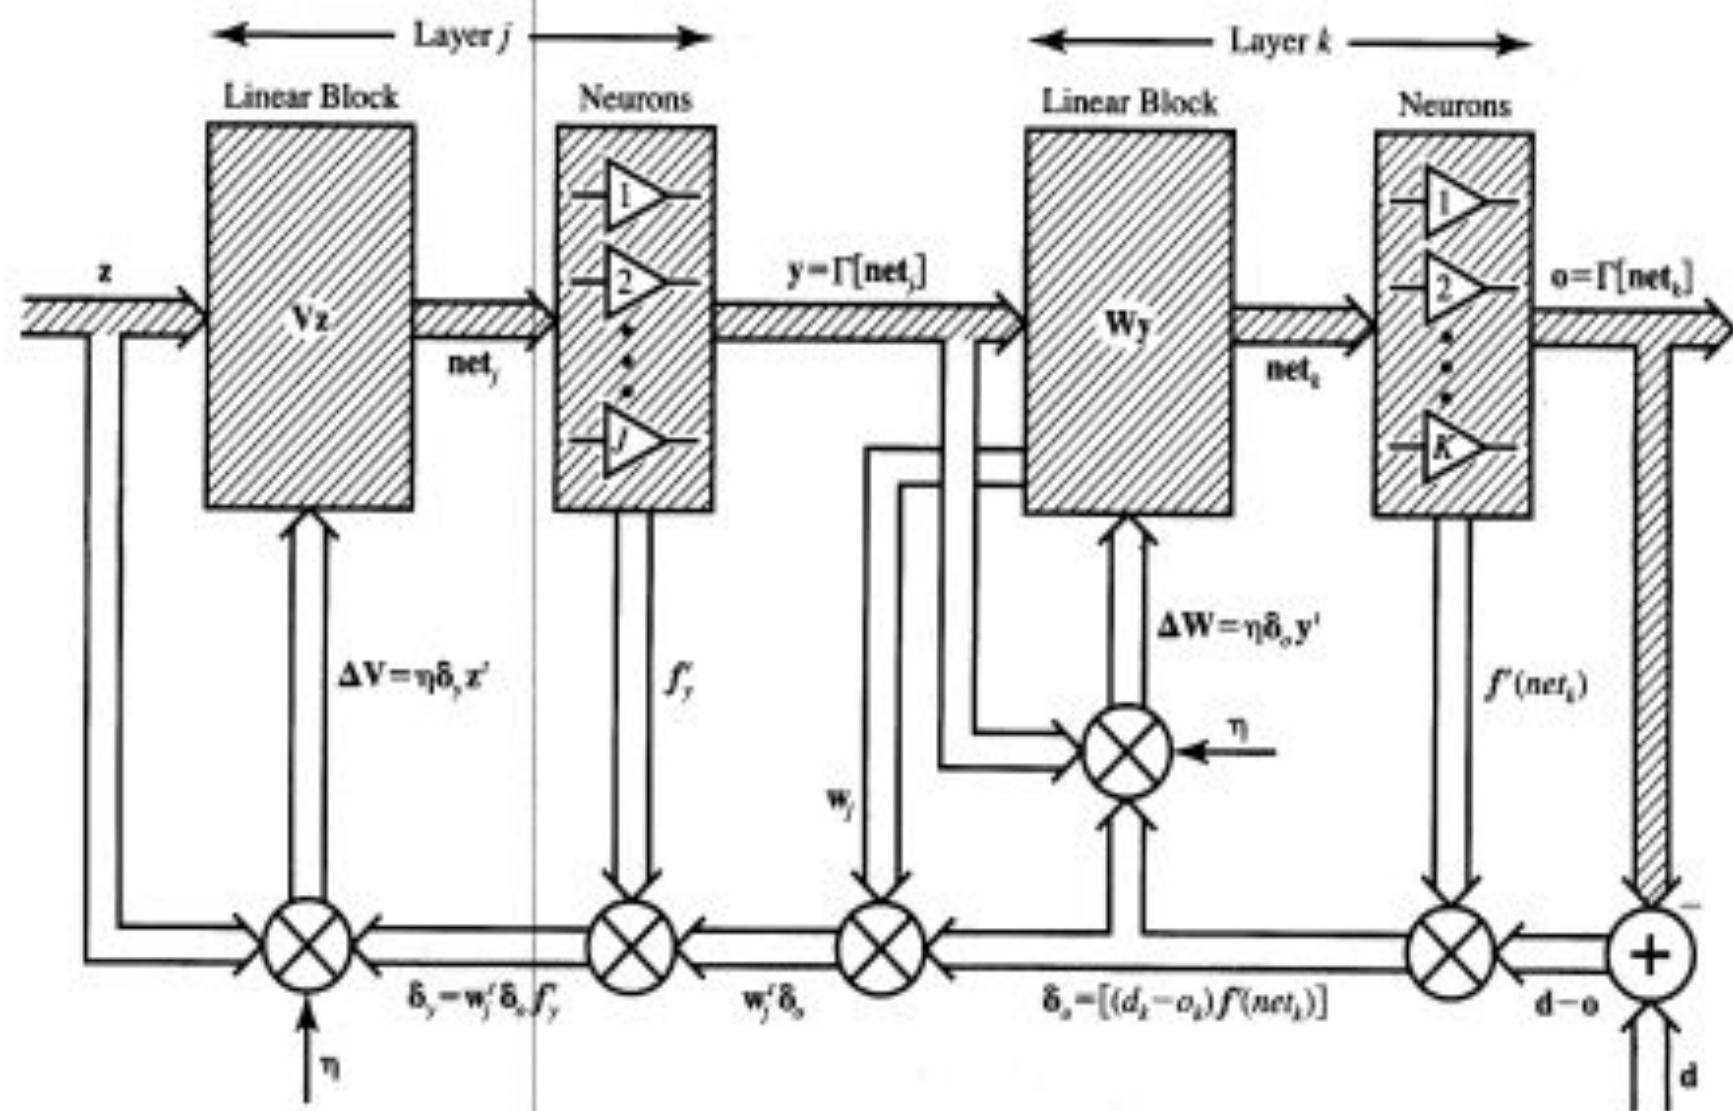 Layer j
Layer k
Linear Block
Neurons
Linear Block
Neurons
1
2
J
1
2
K
z
Vz
net_j
y = Γ[net_j]
Wy
net_k
o = Γ[net_k]
ΔV = ηδ_y z^t
f'_y
w_j
ΔW = ηδ_o y^t
η
f'(net_k)
−
+
δ_y = w_j^t δ_o f'_y
w_j^t δ_o
δ_o = [(d_k − o_k) f'(net_k)]
d − o
η
d